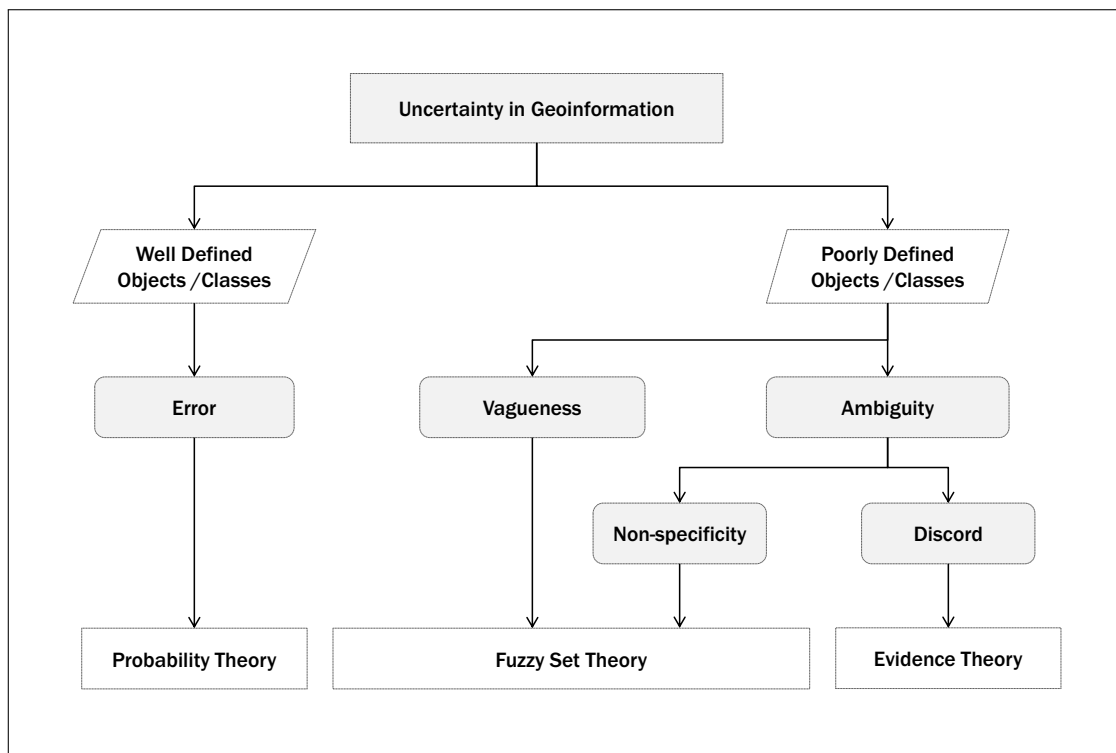 Uncertainty in Geoinformation
Well Defined
Objects /Classes
Poorly Defined
Objects /Classes
Error
Vagueness
Ambiguity
Non-specificity
Discord
Probability Theory
Fuzzy Set Theory
Evidence Theory